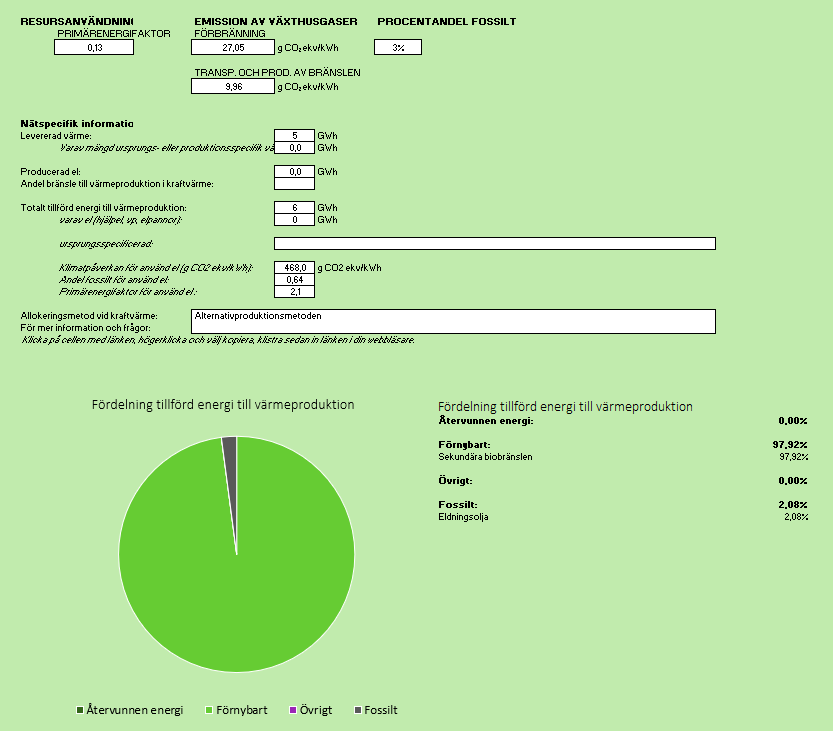 RESURSANVÄNDNING EMISSION AV VÄXTHUSGASER PROCENTANDEL FOSSILT
PRIMÄRENERGIFAKTOR FÖRBRÄNNING
0,13 27,05 g CO₂ ekv/kWh 3%
TRANSP. OCH PROD. AV BRÄNSLEN
9,96 g CO₂ ekv/kWh
Nätspecifik informatio
Levererad värme: 5 GWh
Varav mängd ursprungs- eller produktionsspecifik vä 0,0 GWh
Producerad el: 0,0 GWh
Andel bränsle till värmeproduktion i kraftvärme:
Totalt tillförd energi till värmeproduktion: 6 GWh
varav el (hjälpel, vp, elpannor): 0 GWh
ursprungsspecificerad:
Klimatpåverkan för använd el (g CO2 ekv/kWh): 468,0 g CO2 ekv/kWh
Andel fossilt för använd el: 0,64
Primärenergifaktor för använd el.: 2,1
Allokeringsmetod vid kraftvärme: Alternativproduktionsmetoden
För mer information och frågor:
Klicka på cellen med länken, högerklicka och välj kopiera, klistra sedan in länken i din webbläsare.
Fördelning tillförd energi till värmeproduktion
Återvunnen energi Förnybart Övrigt Fossilt
Fördelning tillförd energi till värmeproduktion
Återvunnen energi: 0,00%
Förnybart: 97,92%
Sekundära biobränslen 97,92%
Övrigt: 0,00%
Fossilt: 2,08%
Eldningsolja 2,08%